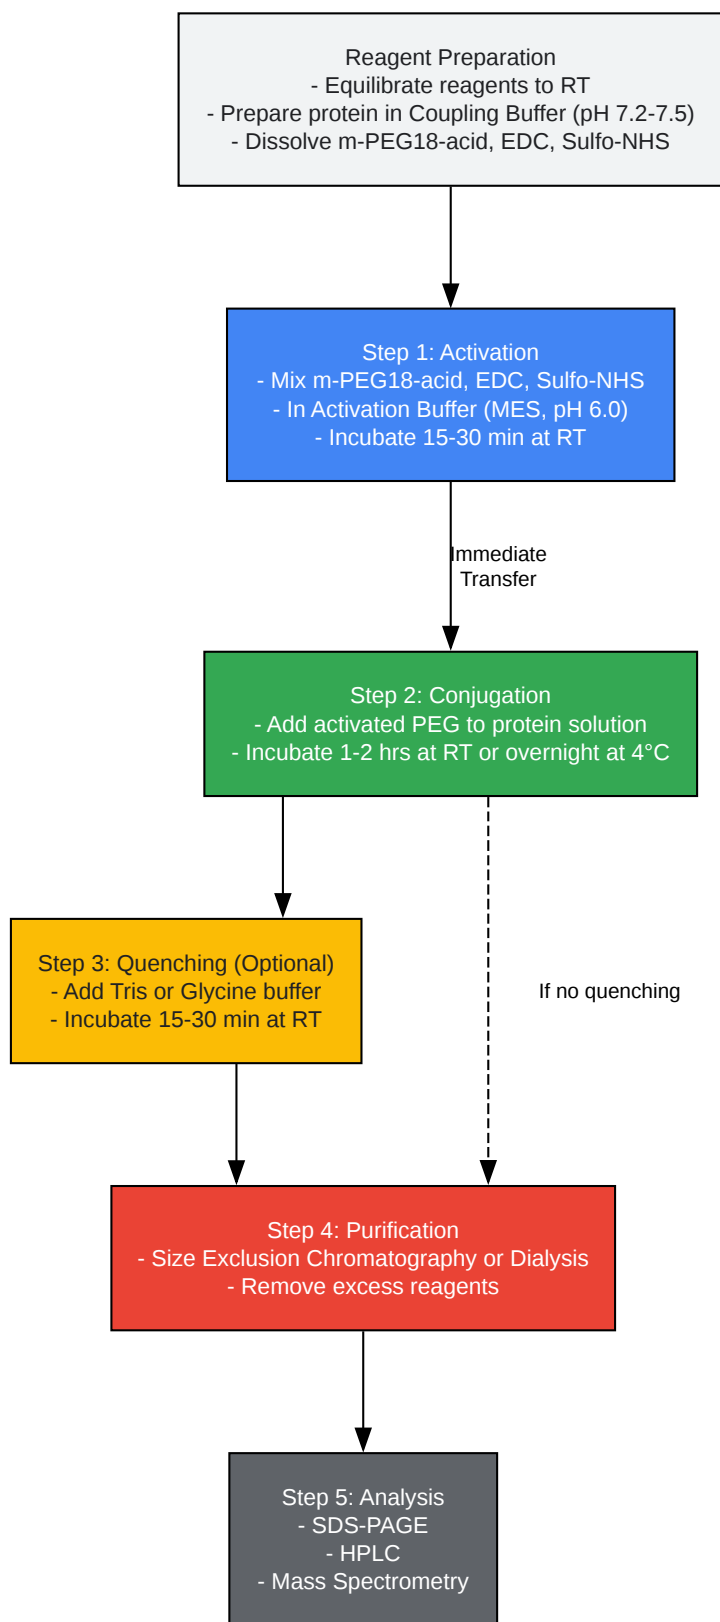 Reagent Preparation
- Equilibrate reagents to RT
- Prepare protein in Coupling Buffer (pH 7.2-7.5)
- Dissolve m-PEG18-acid, EDC, Sulfo-NHS
Step 1: Activation
- Mix m-PEG18-acid, EDC, Sulfo-NHS
- In Activation Buffer (MES, pH 6.0)
- Incubate 15-30 min at RT
Immediate
Transfer
Step 2: Conjugation
- Add activated PEG to protein solution
- Incubate 1-2 hrs at RT or overnight at 4°C
Step 3: Quenching (Optional)
- Add Tris or Glycine buffer
- Incubate 15-30 min at RT
If no quenching
Step 4: Purification
- Size Exclusion Chromatography or Dialysis
- Remove excess reagents
Step 5: Analysis
- SDS-PAGE
- HPLC
- Mass Spectrometry